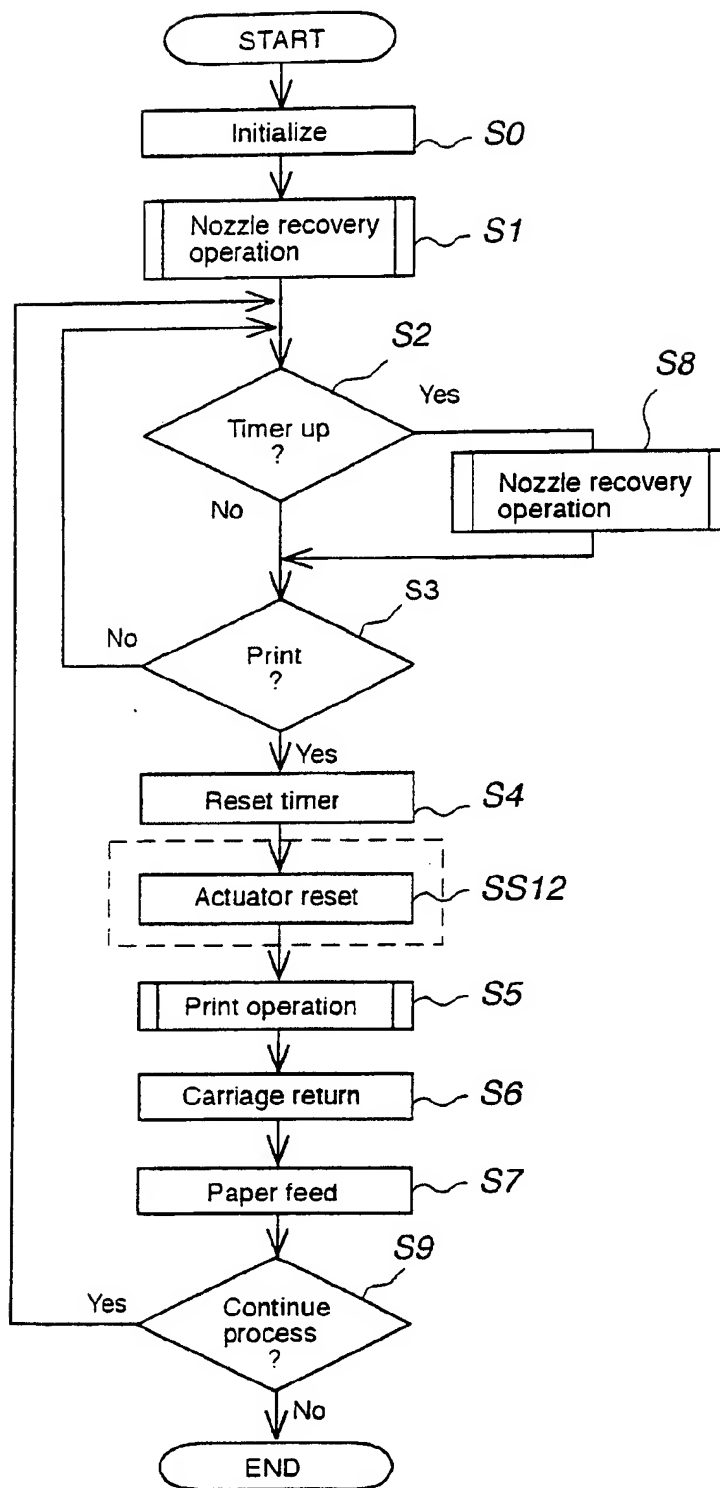 START
Initialize
S0
Nozzle recovery
operation
S1
S2
Timer up
?
Yes
S8
Nozzle recovery
operation
No
S3
Print
?
No
Yes
Reset timer
S4
Actuator reset
SS12
Print operation
S5
Carriage return
S6
Paper feed
S7
S9
Continue
process
?
Yes
No
END